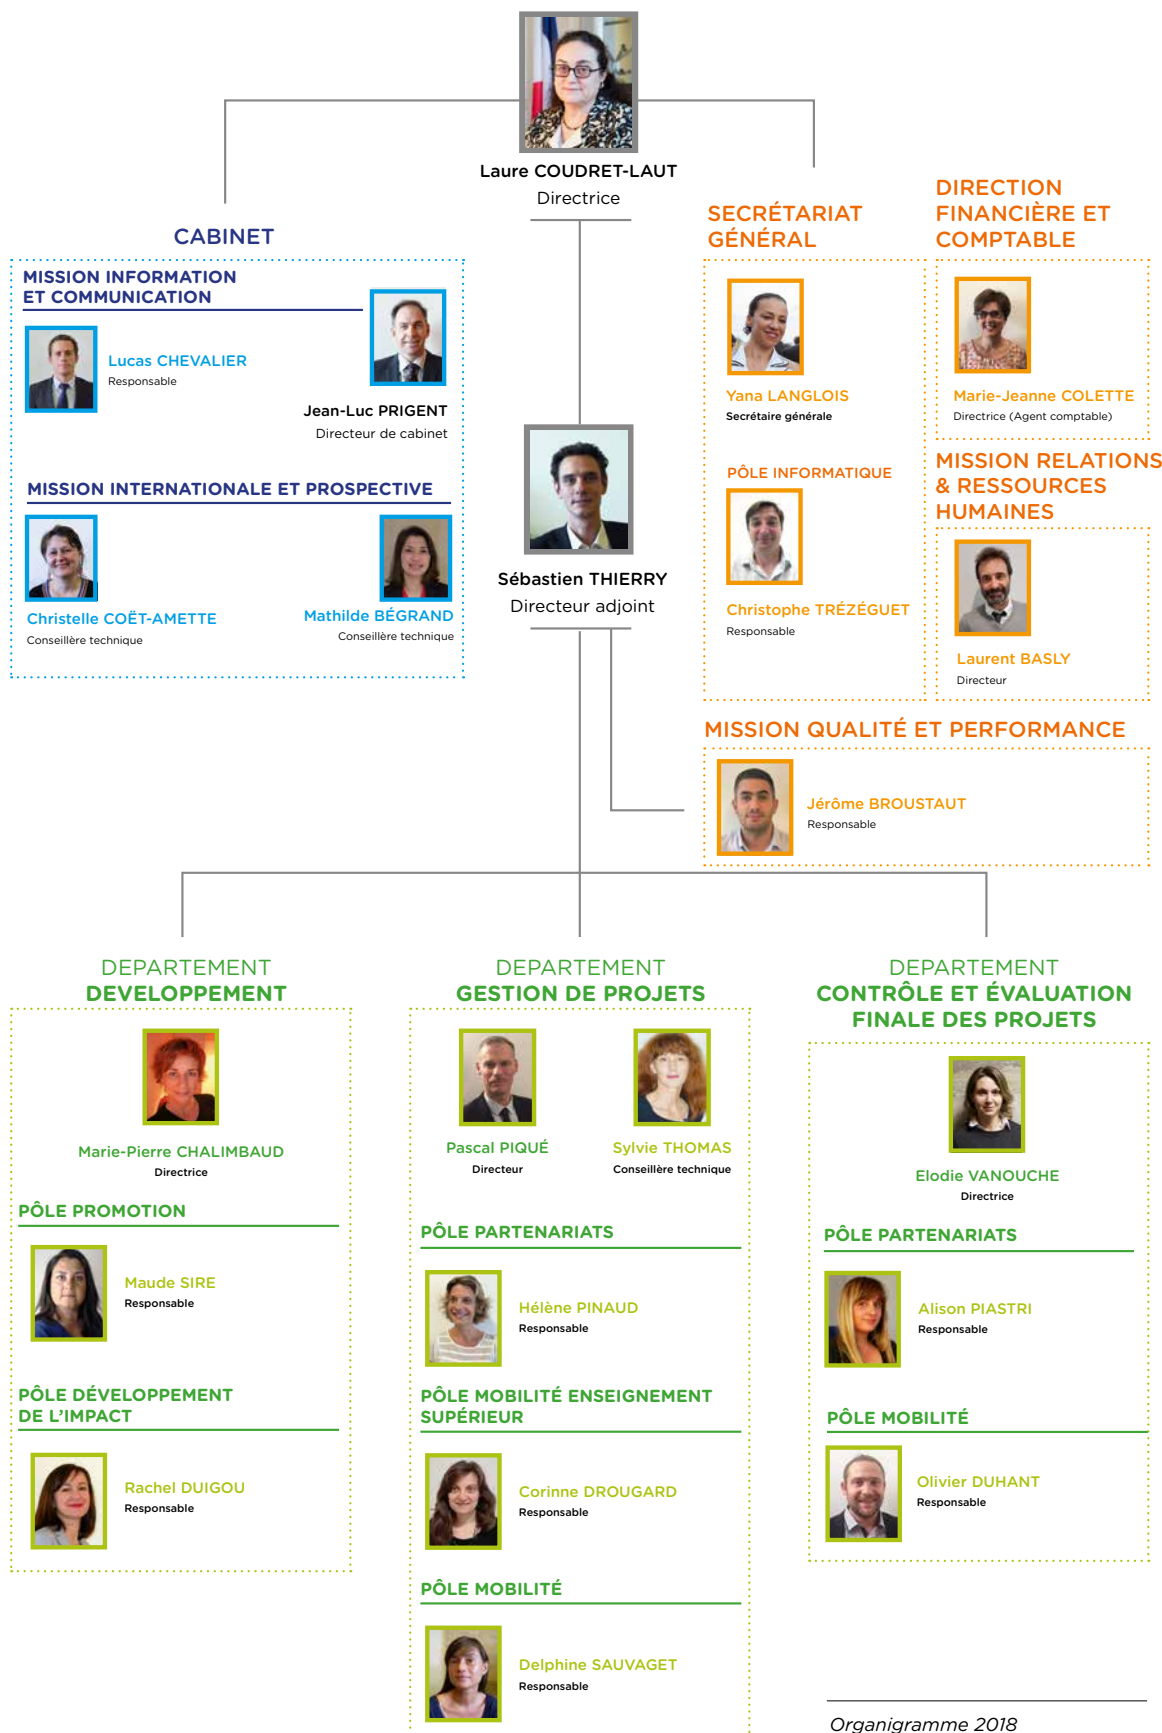 Laure COUDRET-LAUT
Directrice
CABINET
MISSION INFORMATION
ET COMMUNICATION
Lucas CHEVALIER
Responsable
Jean-Luc PRIGENT
Directeur de cabinet
MISSION INTERNATIONALE ET PROSPECTIVE
Christelle COËT-AMETTE
Conseillère technique
Mathilde BÉGRAND
Conseillère technique
Sébastien THIERRY
Directeur adjoint
SECRÉTARIAT
GÉNÉRAL
Yana LANGLOIS
Secrétaire générale
PÔLE INFORMATIQUE
Christophe TRÉZÉGUET
Responsable
DIRECTION
FINANCIÈRE ET
COMPTABLE
Marie-Jeanne COLETTE
Directrice (Agent comptable)
MISSION RELATIONS
& RESSOURCES
HUMAINES
Laurent BASLY
Directeur
MISSION QUALITÉ ET PERFORMANCE
Jérôme BROUSTAUT
Responsable
DEPARTEMENT
DEVELOPPEMENT
Marie-Pierre CHALIMBAUD
Directrice
PÔLE PROMOTION
Maude SIRE
Responsable
PÔLE DÉVELOPPEMENT
DE L'IMPACT
Rachel DUIGOU
Responsable
DEPARTEMENT
GESTION DE PROJETS
Pascal PIQUÉ
Directeur
Sylvie THOMAS
Conseillère technique
PÔLE PARTENARIATS
Hélène PINAUD
Responsable
PÔLE MOBILITÉ ENSEIGNEMENT
SUPÉRIEUR
Corinne DROUGARD
Responsable
PÔLE MOBILITÉ
Delphine SAUVAGET
Responsable
DEPARTEMENT
CONTRÔLE ET ÉVALUATION
FINALE DES PROJETS
Elodie VANOUCHE
Directrice
PÔLE PARTENARIATS
Alison PIASTRI
Responsable
PÔLE MOBILITÉ
Olivier DUHANT
Responsable
Organigramme 2018